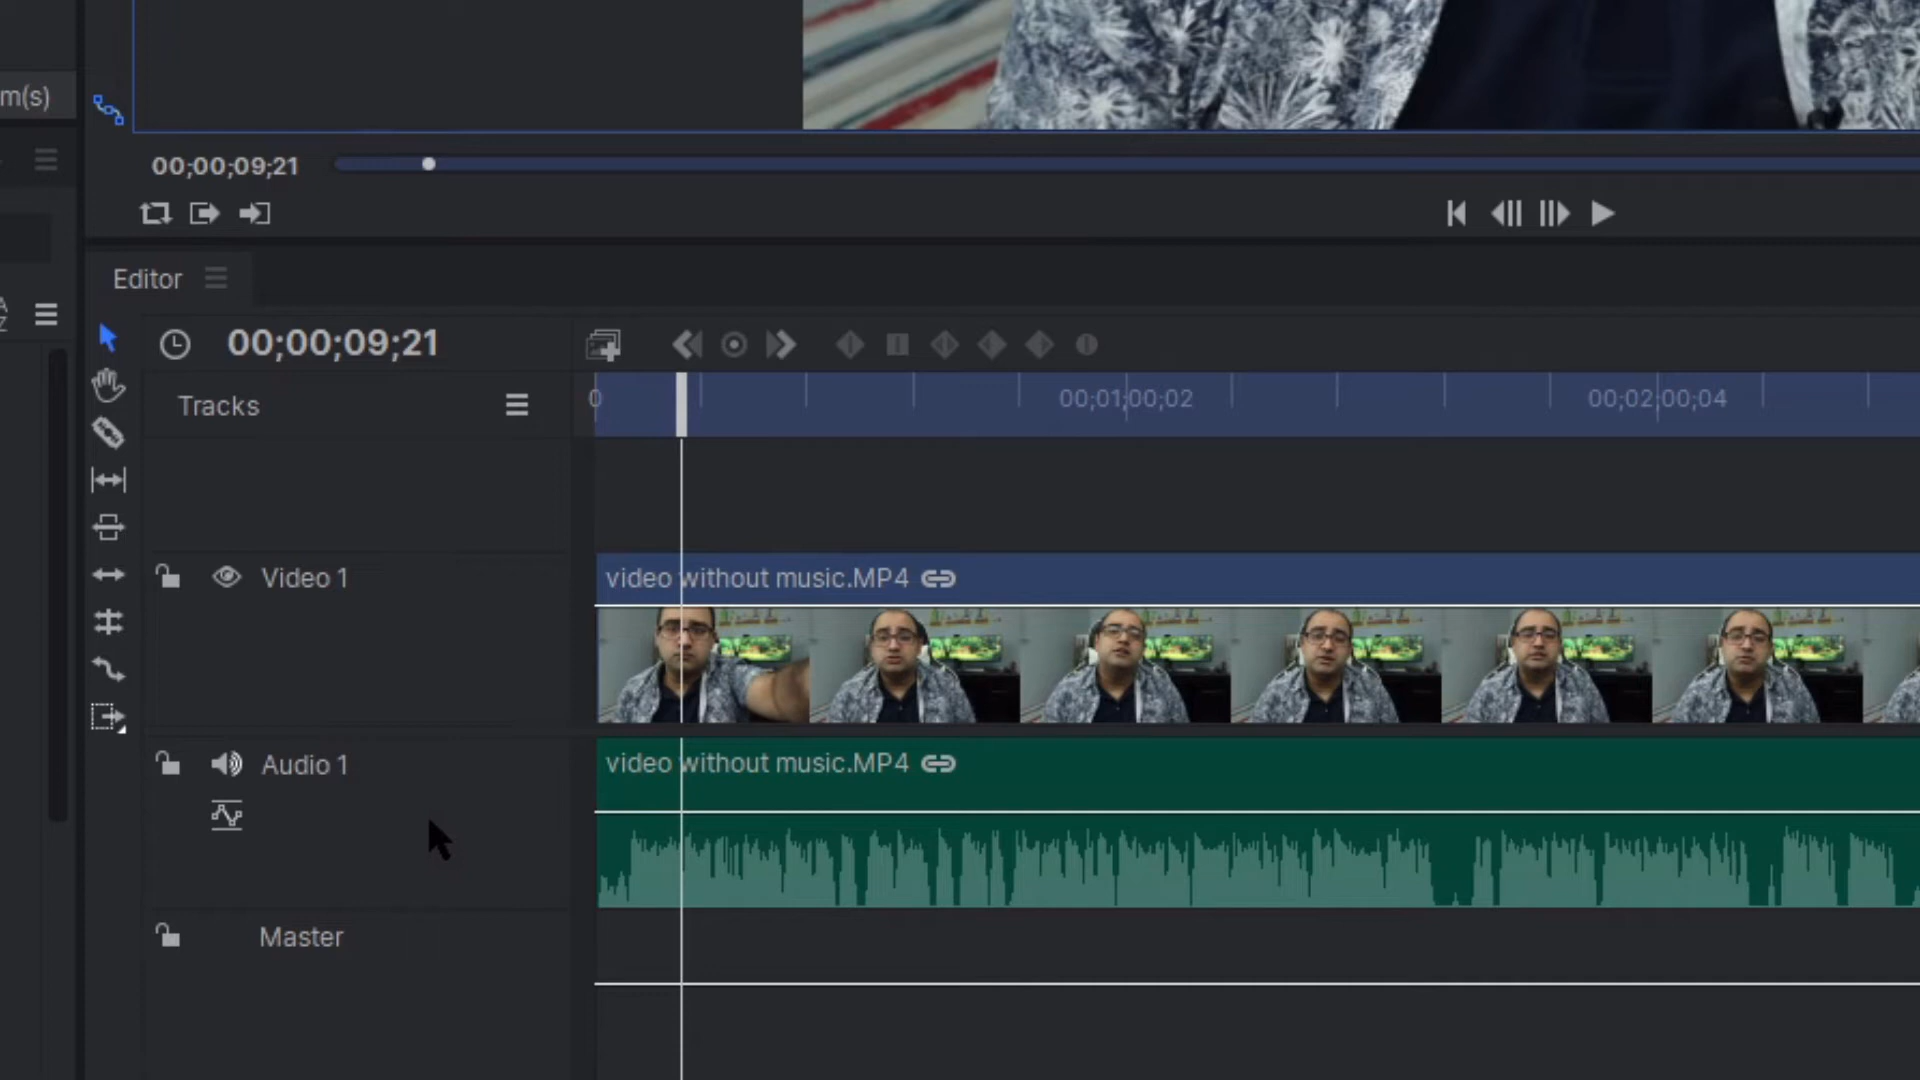 m(s)
00;00;09;21
Editor
A
Z
00;00;09;21
Tracks
0
00;01;00;02
00;02;00;04
Video 1
video without music.MP4
Audio 1
video without music.MP4
Master